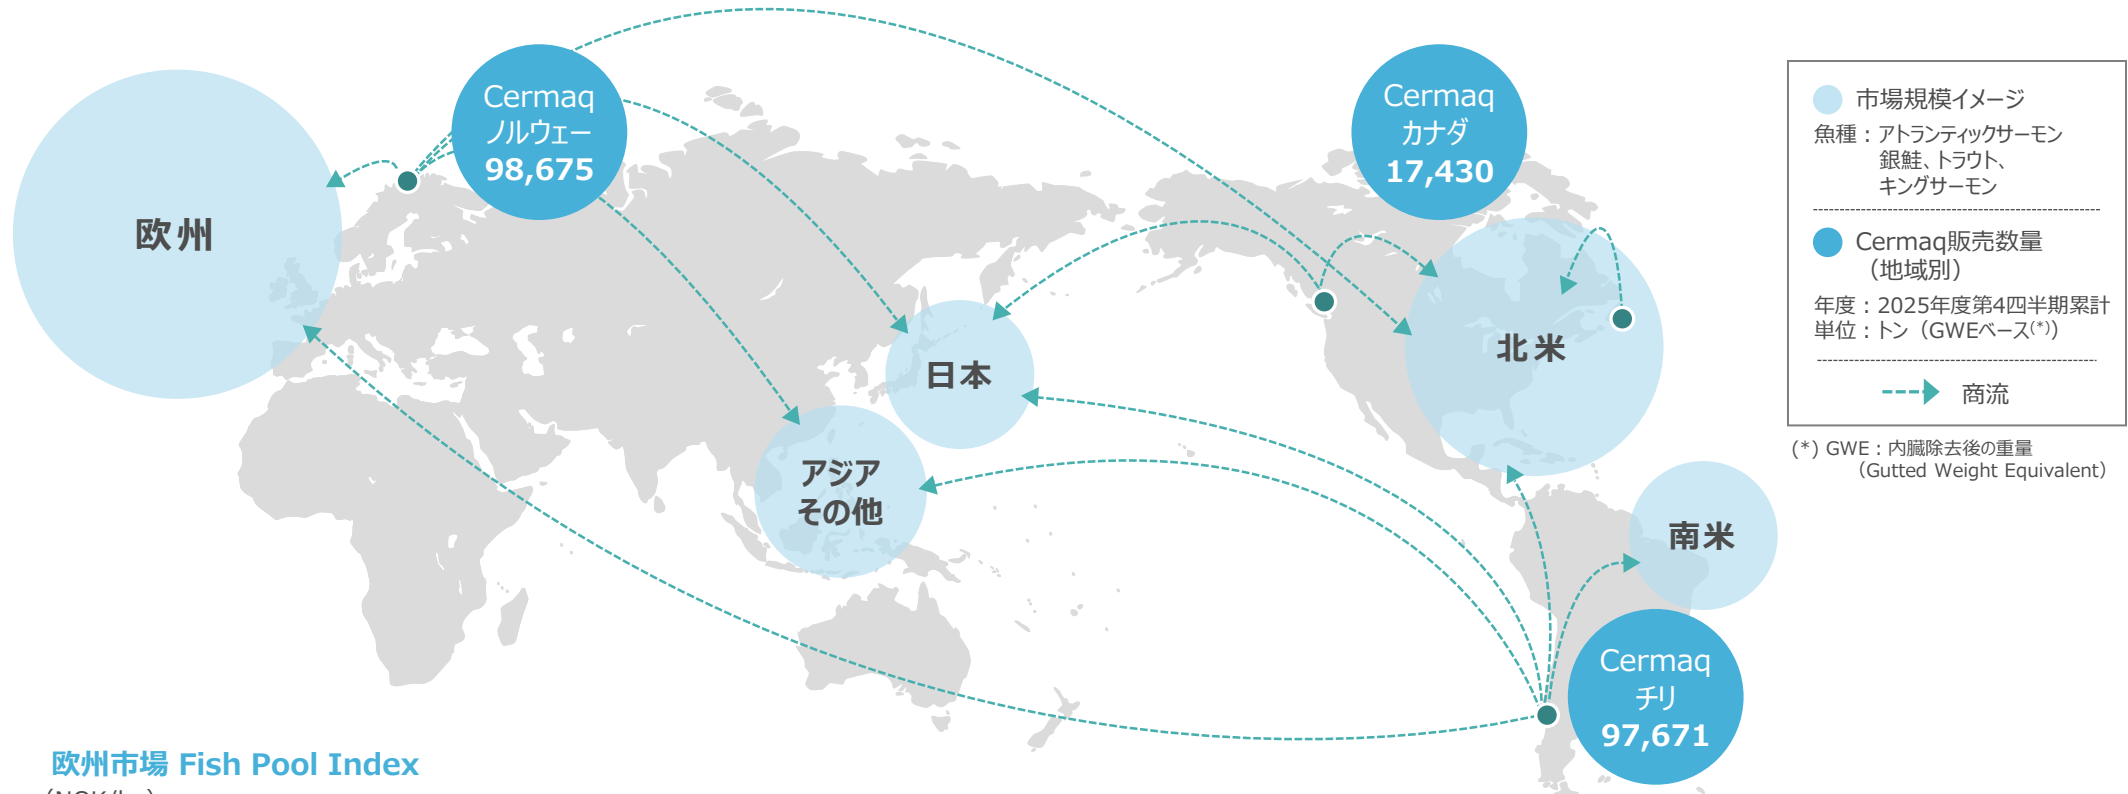 Cermaq
ノルウェー
98,675
Cermaq
カナダ
17,430
欧州
日本
アジア
その他
北米
南米
Cermaq
チリ
97,671
市場規模イメージ
魚種：アトランティックサーモン
銀鮭、トラウト、
キングサーモン
Cermaq販売数量
（地域別）
年度：2025年度第4四半期累計
単位：トン（GWEベース(*)）
商流
(*) GWE：内臓除去後の重量
（Gutted Weight Equivalent）
欧州市場 Fish Pool Index
（NOK/kg）